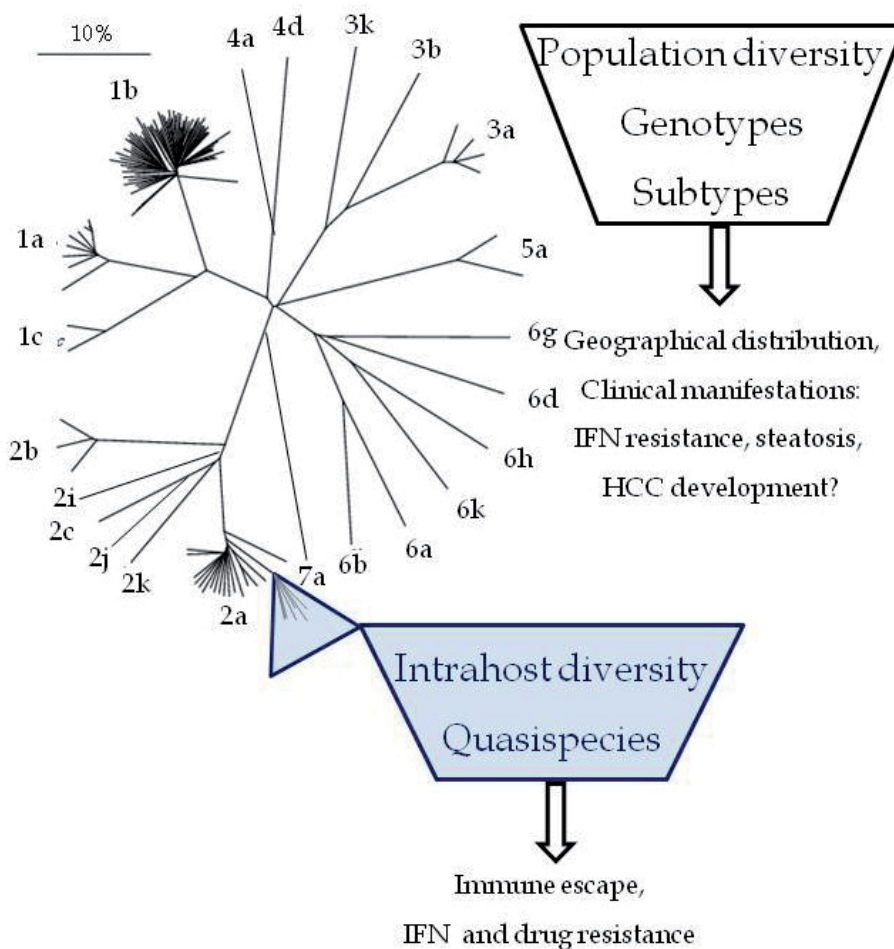 10%
4a
4d
3k
3b
1b
3a
1a
5a
1c
6g
6d
2b
6h
2i
6k
2c
2j
6a
2k
6b
7a
2a
Population diversity
Genotypes
Subtypes
Geographical distribution,
Clinical manifestations:
IFN resistance, steatosis,
HCC development?
Intrahost diversity
Quasispecies
Immune escape,
IFN and drug resistance